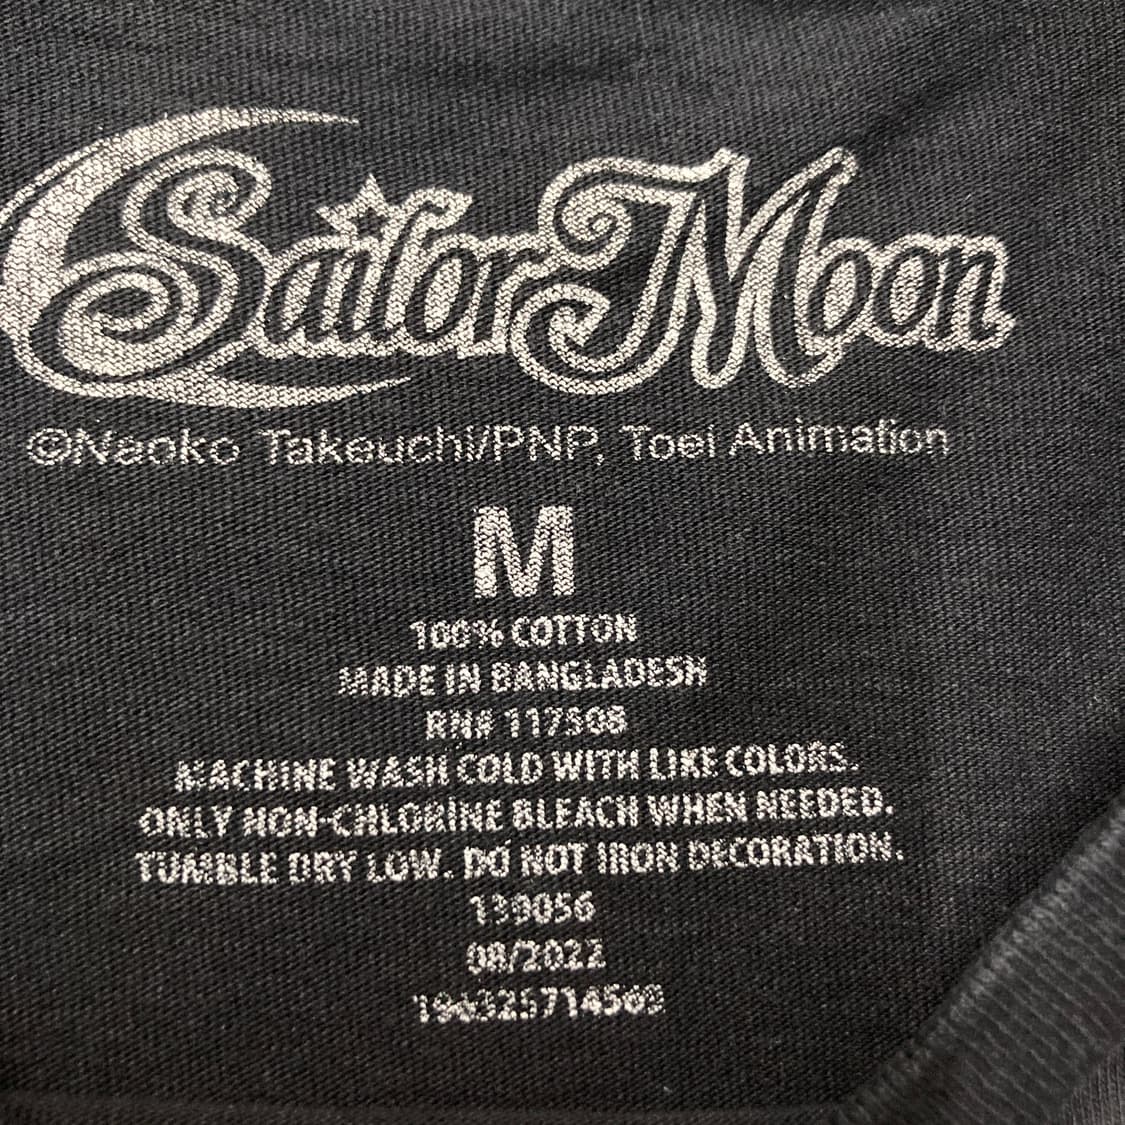 Sailor Moon
©Naoko Takeuchi/PNP, Toei Animation
M
100% COTTON
MADE IN BANGLADESH
RN# 117508
MACHINE WASH COLD WITH LIKE COLORS.
ONLY NON-CHLORINE BLEACH WHEN NEEDED.
TUMBLE DRY LOW. DO NOT IRON DECORATION.
139056
08/2022